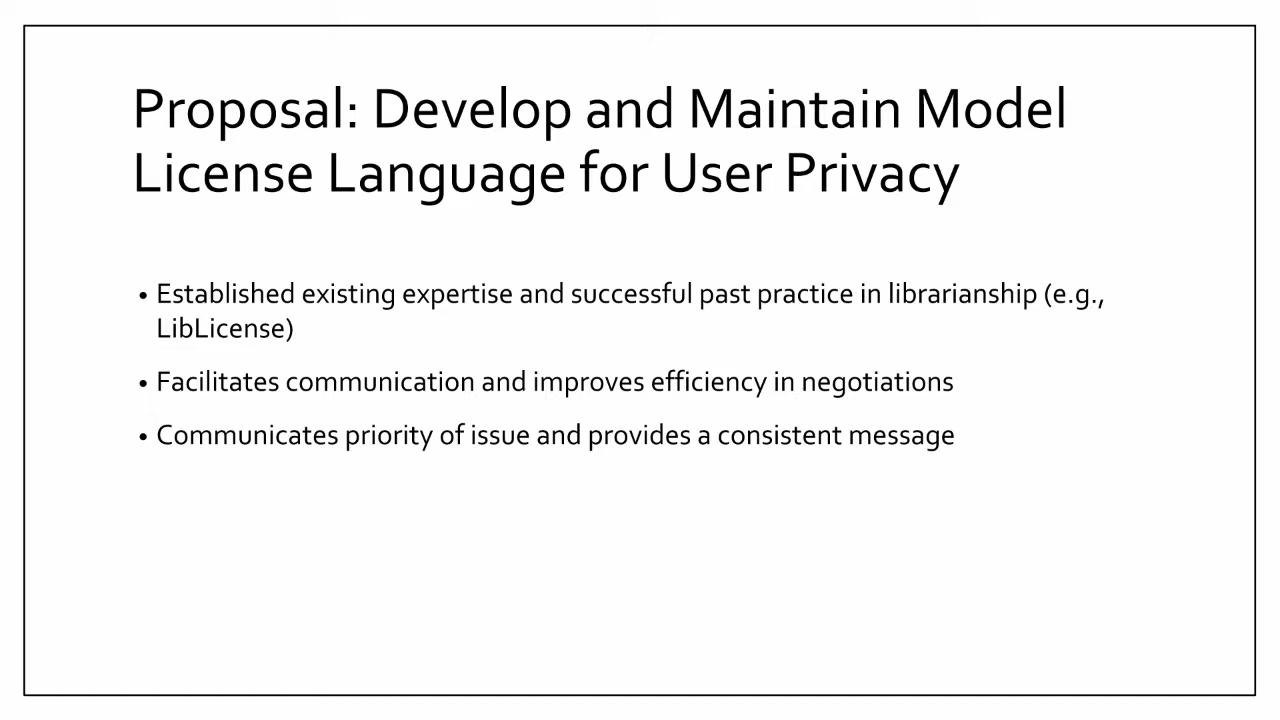 Proposal: Develop and Maintain Model
License Language for User Privacy
• Established existing expertise and successful past practice in librarianship (e.g.,
LibLicense)
• Facilitates communication and improves efficiency in negotiations
• Communicates priority of issue and provides a consistent message